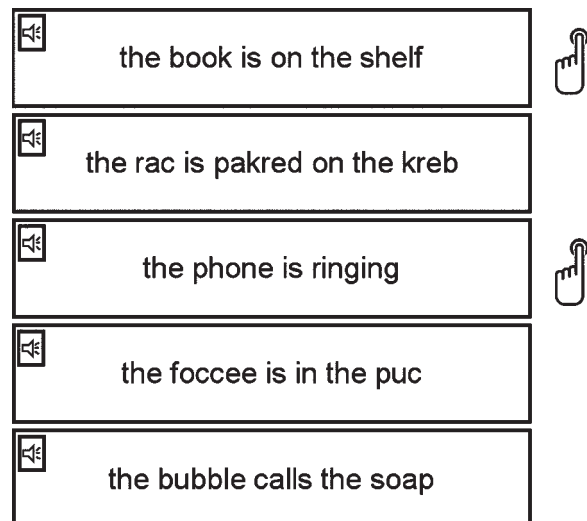 the book is on the shelf
the rac is pakred on the kreb
the phone is ringing
the foccee is in the puc
the bubble calls the soap